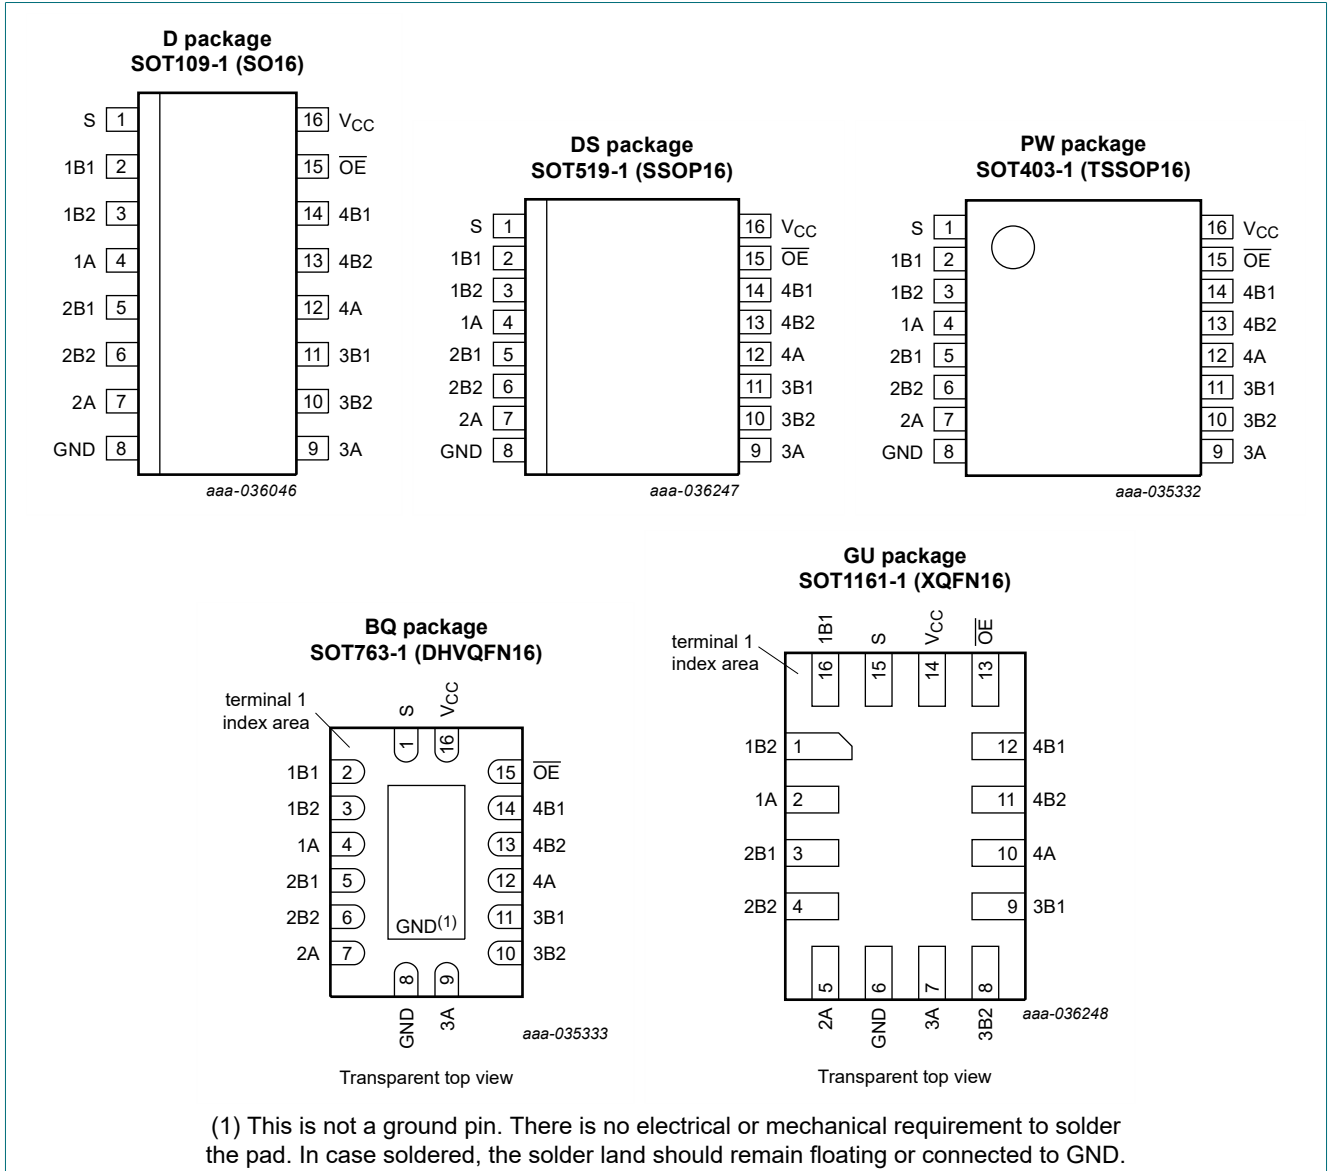 D package
SOT109-1 (SO16)
S 1 16 VCC
1B1 2 15 OE
1B2 3 14 4B1
1A 4 13 4B2
2B1 5 12 4A
2B2 6 11 3B1
2A 7 10 3B2
GND 8 9 3A
aaa-036046
DS package
SOT519-1 (SSOP16)
S 1 16 VCC
1B1 2 15 OE
1B2 3 14 4B1
1A 4 13 4B2
2B1 5 12 4A
2B2 6 11 3B1
2A 7 10 3B2
GND 8 9 3A
aaa-036247
PW package
SOT403-1 (TSSOP16)
S 1 16 VCC
1B1 2 15 OE
1B2 3 14 4B1
1A 4 13 4B2
2B1 5 12 4A
2B2 6 11 3B1
2A 7 10 3B2
GND 8 9 3A
aaa-035332
BQ package
SOT763-1 (DHVQFN16)
terminal 1
index area
S VCC
1 16
1B1 2 15 OE
1B2 3 14 4B1
1A 4 13 4B2
2B1 5 12 4A
2B2 6 GND(1) 11 3B1
2A 7 10 3B2
8 9
GND 3A
aaa-035333
Transparent top view
GU package
SOT1161-1 (XQFN16)
terminal 1
index area
1B1 S VCC OE
16 15 14 13
1B2 1 12 4B1
1A 2 11 4B2
2B1 3 10 4A
2B2 4 9 3B1
5 6 7 8
2A GND 3A 3B2
aaa-036248
Transparent top view
(1) This is not a ground pin. There is no electrical or mechanical requirement to solder
the pad. In case soldered, the solder land should remain floating or connected to GND.